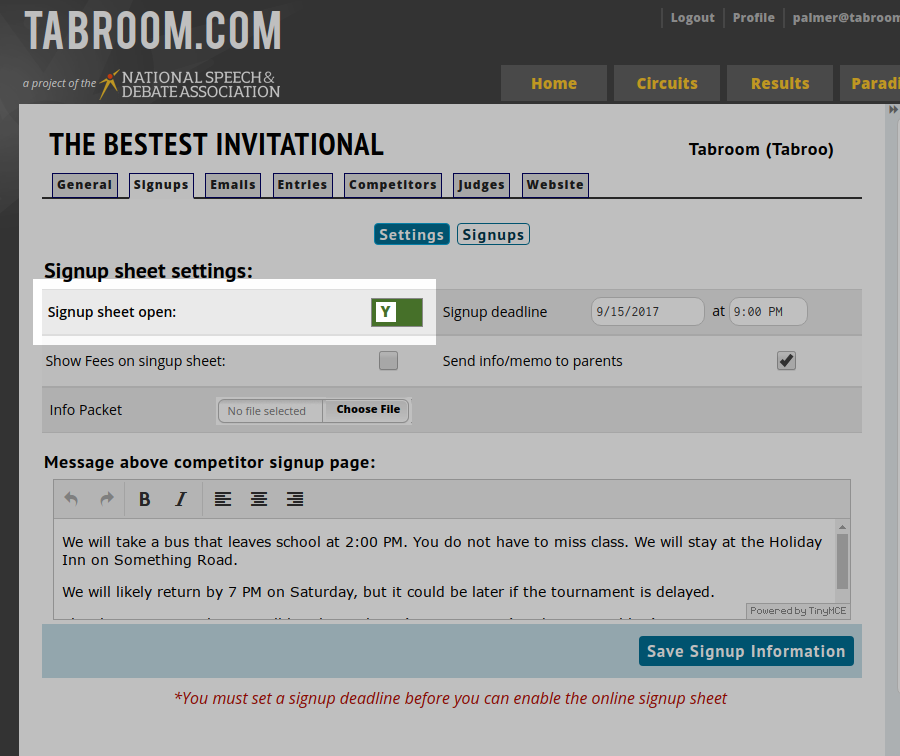 TABROOM.COM
Logout Profile palmer@tabroom
a project of the NATIONAL SPEECH &
DEBATE ASSOCIATION
Home Circuits Results Paradi
THE BESTEST INVITATIONAL
Tabroom (Tabroo)
General Signups Emails Entries Competitors Judges Website
Settings Signups
Signup sheet settings:
Signup sheet open: Y Signup deadline 9/15/2017 at 9:00 PM
Show Fees on singup sheet: Send info/memo to parents
Info Packet No file selected Choose File
Message above competitor signup page:
B I
We will take a bus that leaves school at 2:00 PM. You do not have to miss class. We will stay at the Holiday
Inn on Something Road.
We will likely return by 7 PM on Saturday, but it could be later if the tournament is delayed.
Powered by TinyMCE
Save Signup Information
*You must set a signup deadline before you can enable the online signup sheet